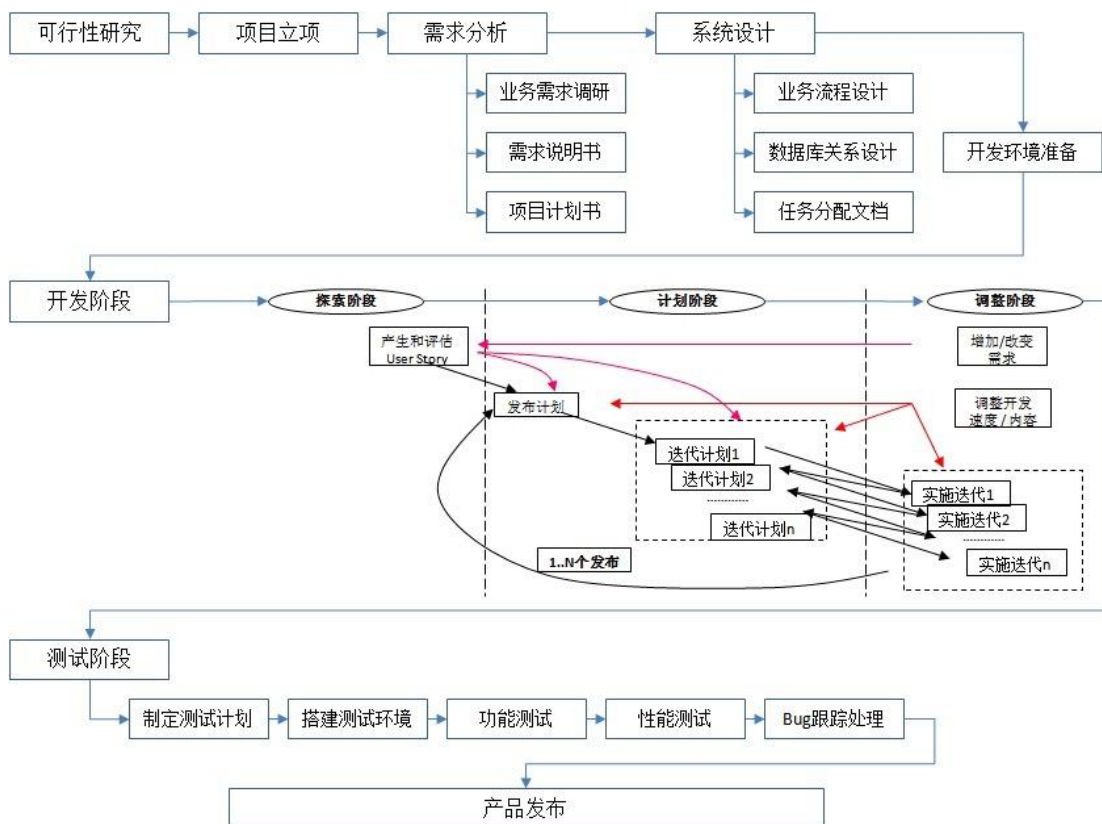 可行性研究
项目立项
需求分析
系统设计
业务需求调研
业务流程设计
需求说明书
数据库关系设计
开发环境准备
项目计划书
任务分配文档
开发阶段
探索阶段
计划阶段
调整阶段
产生和评估
User Story
增加/改变
需求
发布计划
调整开发
速度/内容
迭代计划1
迭代计划2
............
迭代计划n
实施迭代1
实施迭代2
............
实施迭代n
1..N个发布
测试阶段
制定测试计划
搭建测试环境
功能测试
性能测试
Bug跟踪处理
产品发布